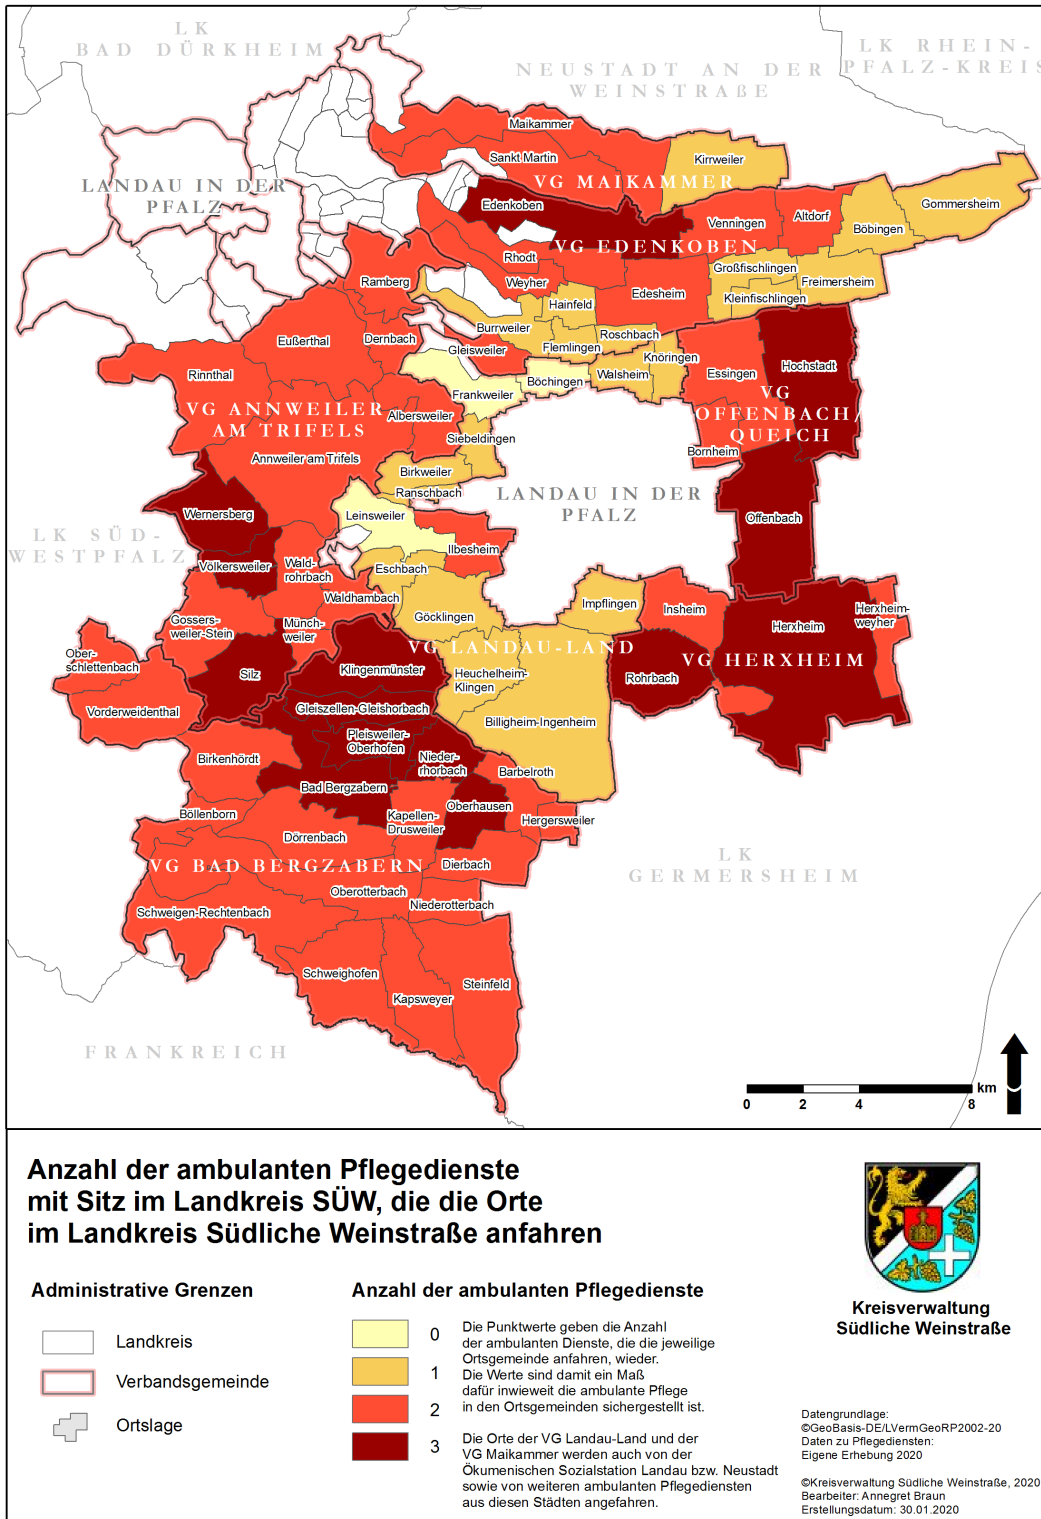 LK
BAD DÜRKHEIM
LK RHEIN-
PFALZ-KREIS
NEUSTADT AN DER
WEINSTRAßE
Maikammer
Sankt Martin
Kirrweiler
VG MAIKAMMER
LANDAU IN DER
PFALZ
Edenkoben
Gommersheim
Venningen
Altdorf
Böbingen
VG EDENKOBEN
Rhodt
Ramberg
Weyher
Großfischlingen
Freimersheim
Edesheim
Kleinfischlingen
Hainfeld
Burrweiler
Roschbach
Eußerthal
Dernbach
Gleisweiler
Flemlingen
Knöringen
Hochstadt
Rinnthal
Böchingen
Walsheim
Essingen
Frankweiler
VG
OFFENBACH/
QUEICH
VG ANNWEILER
AM TRIFELS
Albersweiler
Siebeldingen
Bornheim
Annweiler am Trifels
Birkweiler
Ranschbach
LANDAU IN DER
PFALZ
Wernersberg
Leinsweiler
Offenbach
LK SÜD-
WESTPFALZ
Ilbesheim
Völkersweiler
Wald-
rohrbach
Eschbach
Waldhambach
Impflingen
Insheim
Herxheim-
weyher
Gossers-
weiler-Stein
Münch-
weiler
Göcklingen
Herxheim
VG LANDAU-LAND
VG HERXHEIM
Ober-
schlettenbach
Silz
Klingenmünster
Heuchelheim-
Klingen
Rohrbach
Vorderweidenthal
Gleiszellen-Gleishorbach
Billigheim-Ingenheim
Pleisweiler-
Oberhofen
Birkenhördt
Nieder-
rhorbach
Barbelroth
Bad Bergzabern
Oberhausen
Böllenborn
Kapellen-
Drusweiler
Hergersweiler
Dörrenbach
VG BAD BERGZABERN
Dierbach
LK
GERMERSHEIM
Oberotterbach
Niederotterbach
Schweigen-Rechtenbach
Schweighofen
Steinfeld
Kapsweyer
FRANKREICH
km
0 2 4 8
Anzahl der ambulanten Pflegedienste
mit Sitz im Landkreis SÜW, die die Orte
im Landkreis Südliche Weinstraße anfahren
Kreisverwaltung
Südliche Weinstraße
Administrative Grenzen
Landkreis
Verbandsgemeinde
Ortslage
Anzahl der ambulanten Pflegedienste
0
1
2
3
Die Punktwerte geben die Anzahl
der ambulanten Dienste, die die jeweilige
Ortsgemeinde anfahren, wieder.
Die Werte sind damit ein Maß
dafür inwieweit die ambulante Pflege
in den Ortsgemeinden sichergestellt ist.
Die Orte der VG Landau-Land und der
VG Maikammer werden auch von der
Ökumenischen Sozialstation Landau bzw. Neustadt
sowie von weiteren ambulanten Pflegediensten
aus diesen Städten angefahren.
Datengrundlage:
©GeoBasis-DE/LVermGeoRP2002-20
Daten zu Pflegediensten:
Eigene Erhebung 2020
©Kreisverwaltung Südliche Weinstraße, 2020
Bearbeiter: Annegret Braun
Erstellungsdatum: 30.01.2020